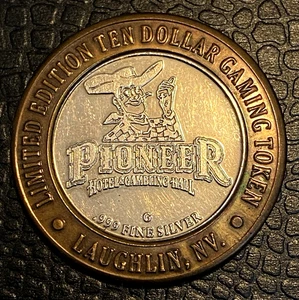 LIMITED EDITION TEN DOLLAR GAMING TOKEN
PIONEER
HOTEL & GAMBLING HALL
G
.999 FINE SILVER
LAUGHLIN, NV.